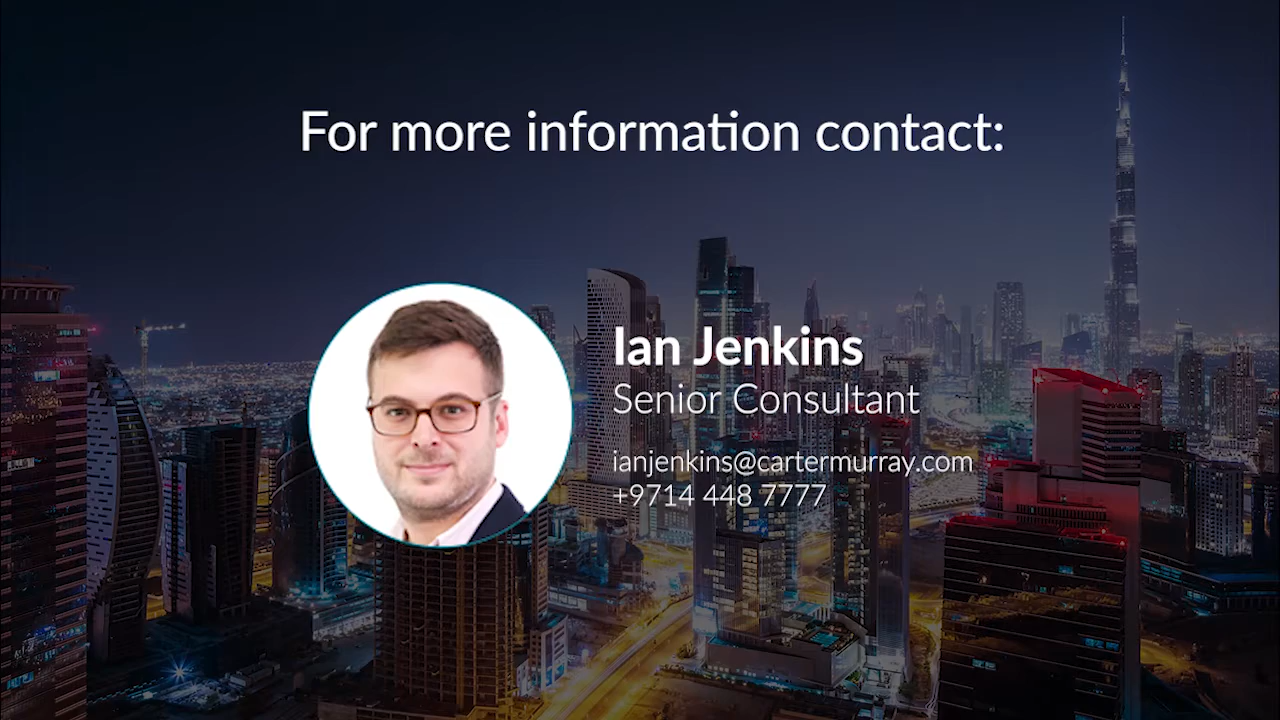 For more information contact:
Ian Jenkins
Senior Consultant
ianjenkins@cartermurray.com
+9714 448 7777